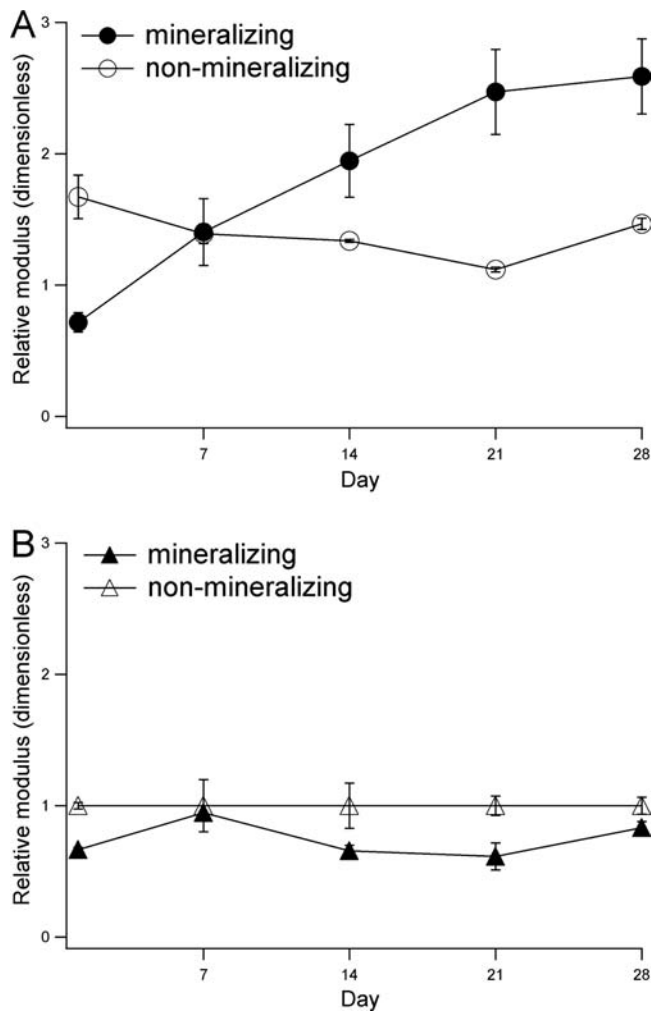 A
mineralizing
non-mineralizing
Relative modulus (dimensionless)
3
2
1
0
7 14 21 28
Day
B
mineralizing
non-mineralizing
Relative modulus (dimensionless)
3
2
1
0
7 14 21 28
Day